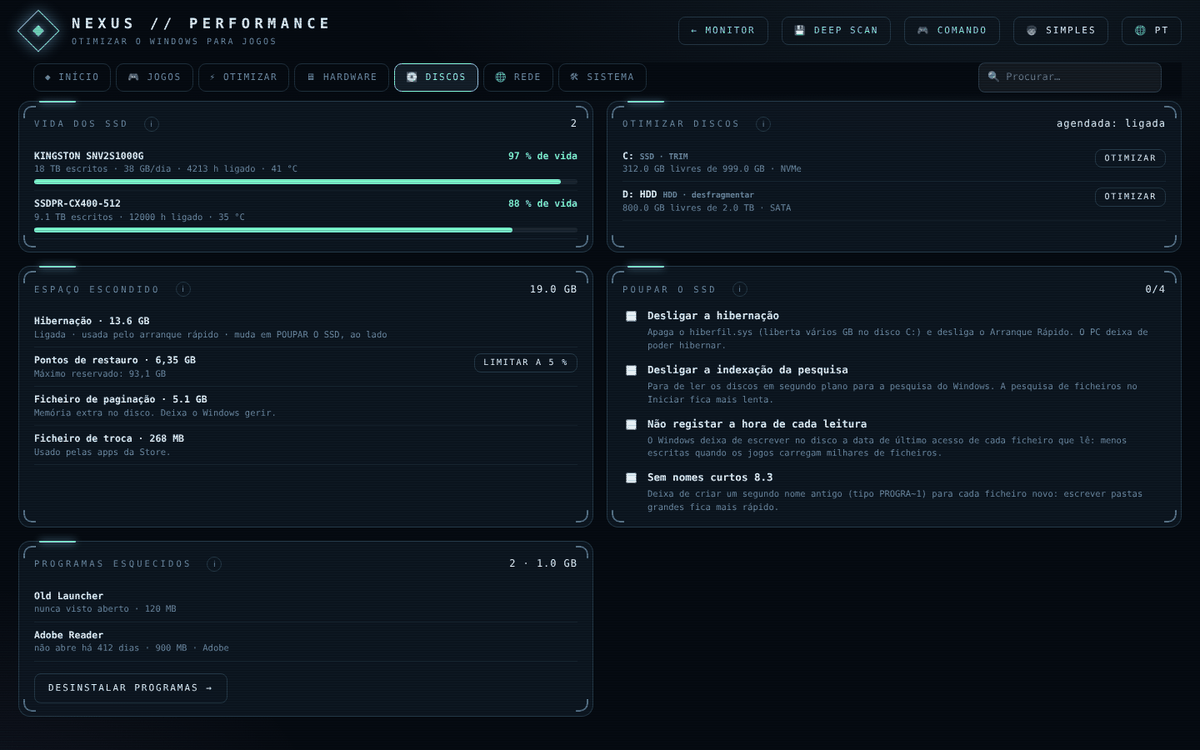 NEXUS // PERFORMANCE
OTIMIZAR O WINDOWS PARA JOGOS
← MONITOR
DEEP SCAN
COMANDO
SIMPLES
PT
INÍCIO
JOGOS
OTIMIZAR
HARDWARE
DISCOS
REDE
SISTEMA
Procurar…
VIDA DOS SSD i 2
KINGSTON SNV2S1000G 97 % de vida
18 TB escritos · 38 GB/dia · 4213 h ligado · 41 °C
SSDPR-CX400-512 88 % de vida
9.1 TB escritos · 12000 h ligado · 35 °C
OTIMIZAR DISCOS i agendada: ligada
C: SSD · TRIM OTIMIZAR
312.0 GB livres de 999.0 GB · NVMe
D: HDD HDD · desfragmentar OTIMIZAR
800.0 GB livres de 2.0 TB · SATA
ESPAÇO ESCONDIDO i 19.0 GB
Hibernação · 13.6 GB
Ligada · usada pelo arranque rápido · muda em POUPAR O SSD, ao lado
Pontos de restauro · 6,35 GB LIMITAR A 5 %
Máximo reservado: 93,1 GB
Ficheiro de paginação · 5.1 GB
Memória extra no disco. Deixa o Windows gerir.
Ficheiro de troca · 268 MB
Usado pelas apps da Store.
POUPAR O SSD i 0/4
Desligar a hibernação
Apaga o hiberfil.sys (liberta vários GB no disco C:) e desliga o Arranque Rápido. O PC deixa de
poder hibernar.
Desligar a indexação da pesquisa
Para de ler os discos em segundo plano para a pesquisa do Windows. A pesquisa de ficheiros no
Iniciar fica mais lenta.
Não registar a hora de cada leitura
O Windows deixa de escrever no disco a data de último acesso de cada ficheiro que lê: menos
escritas quando os jogos carregam milhares de ficheiros.
Sem nomes curtos 8.3
Deixa de criar um segundo nome antigo (tipo PROGRA~1) para cada ficheiro novo: escrever pastas
grandes fica mais rápido.
PROGRAMAS ESQUECIDOS i 2 · 1.0 GB
Old Launcher
nunca visto aberto · 120 MB
Adobe Reader
não abre há 412 dias · 900 MB · Adobe
DESINSTALAR PROGRAMAS →